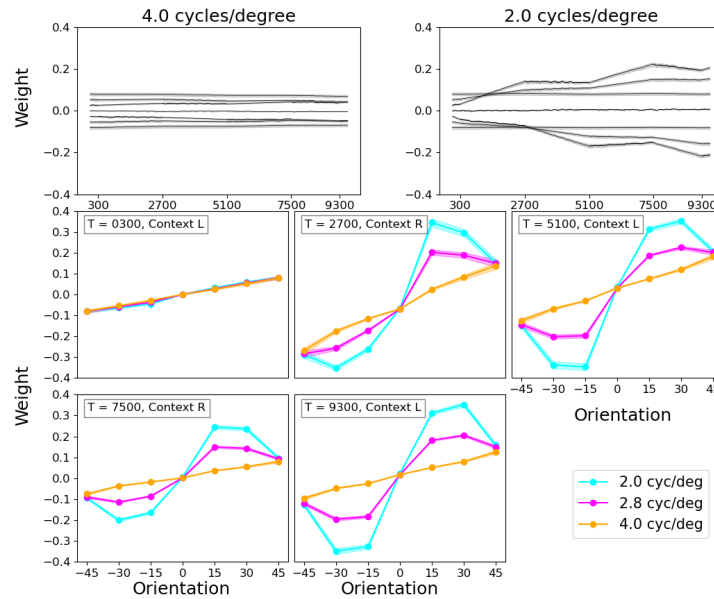 4.0 cycles/degree
2.0 cycles/degree
Weight
0.4
0.2
0.0
−0.2
−0.4
300 2700 5100 7500 9300
0.4
0.2
0.0
−0.2
−0.4
300 2700 5100 7500 9300
Weight
0.4
0.3
0.2
0.1
0.0
−0.1
−0.2
−0.3
−0.4
T = 0300, Context L
T = 2700, Context R
T = 5100, Context L
−45 −30 −15 0 15 30 45
Orientation
0.4
0.3
0.2
0.1
0.0
−0.1
−0.2
−0.3
−0.4
T = 7500, Context R
T = 9300, Context L
−45 −30 −15 0 15 30 45
−45 −30 −15 0 15 30 45
Orientation
Orientation
2.0 cyc/deg
2.8 cyc/deg
4.0 cyc/deg